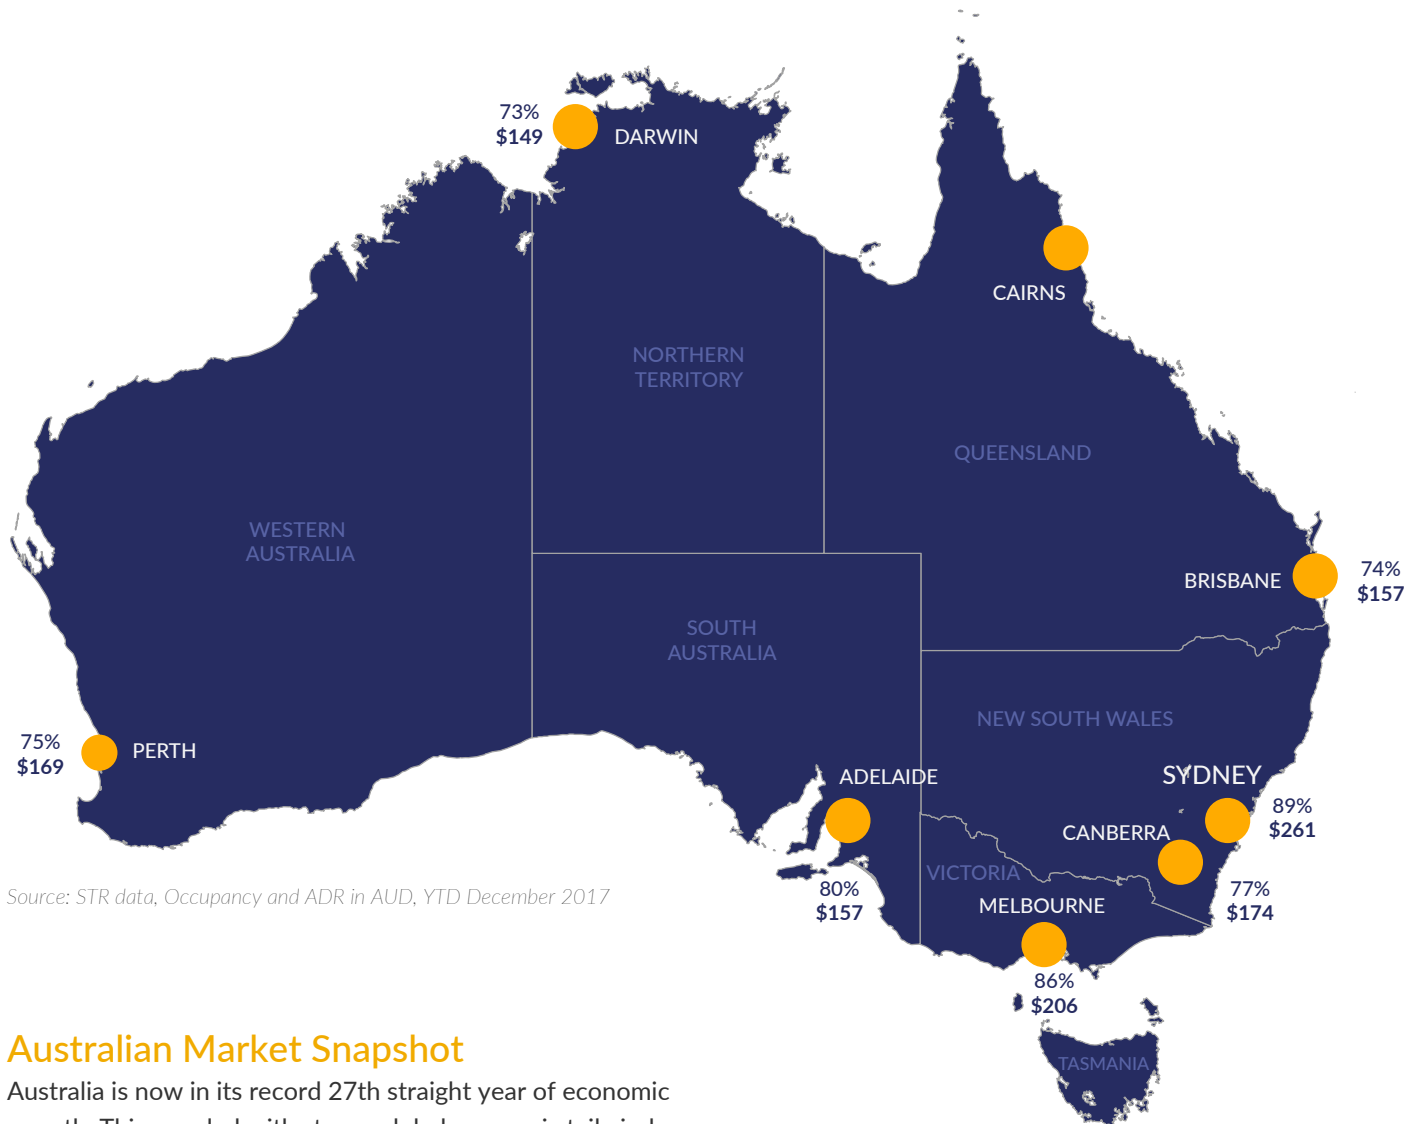 73%
$149
DARWIN
CAIRNS
NORTHERN
TERRITORY
QUEENSLAND
WESTERN
AUSTRALIA
BRISBANE
74%
$157
SOUTH
AUSTRALIA
NEW SOUTH WALES
75%
$169
PERTH
ADELAIDE
SYDNEY
89%
$261
CANBERRA
VICTORIA
80%
$157
77%
$174
MELBOURNE
86%
$206
Source: STR data, Occupancy and ADR in AUD, YTD December 2017
TASMANIA
Australian Market Snapshot
Australia is now in its record 27th straight year of economic